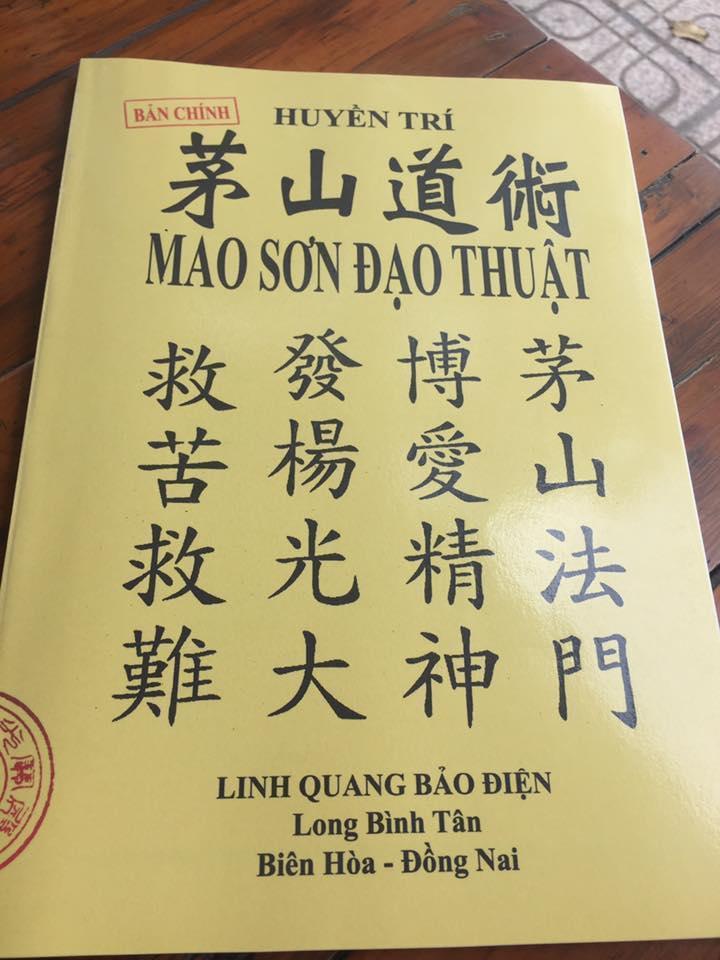 BẢN CHÍNH
HUYỀN TRÍ
茅山道術
MAO SƠN ĐẠO THUẬT
茅山法門
博愛精神
發楊光大
救苦救難
LINH QUANG BẢO ĐIỆN
Long Bình Tân
Biên Hòa - Đồng Nai